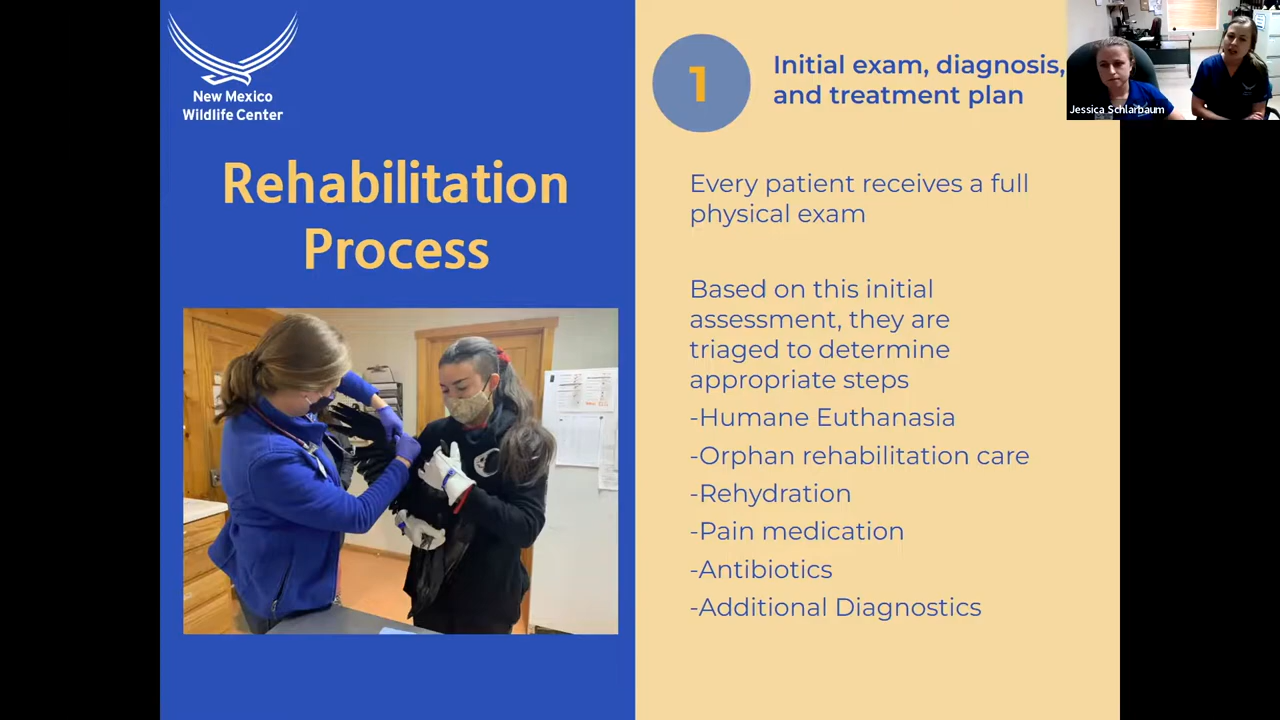 New Mexico
Wildlife Center
Rehabilitation
Process
1
Initial exam, diagnosis,
and treatment plan
Jessica Schlarbaum
Every patient receives a full
physical exam
Based on this initial
assessment, they are
triaged to determine
appropriate steps
-Humane Euthanasia
-Orphan rehabilitation care
-Rehydration
-Pain medication
-Antibiotics
-Additional Diagnostics